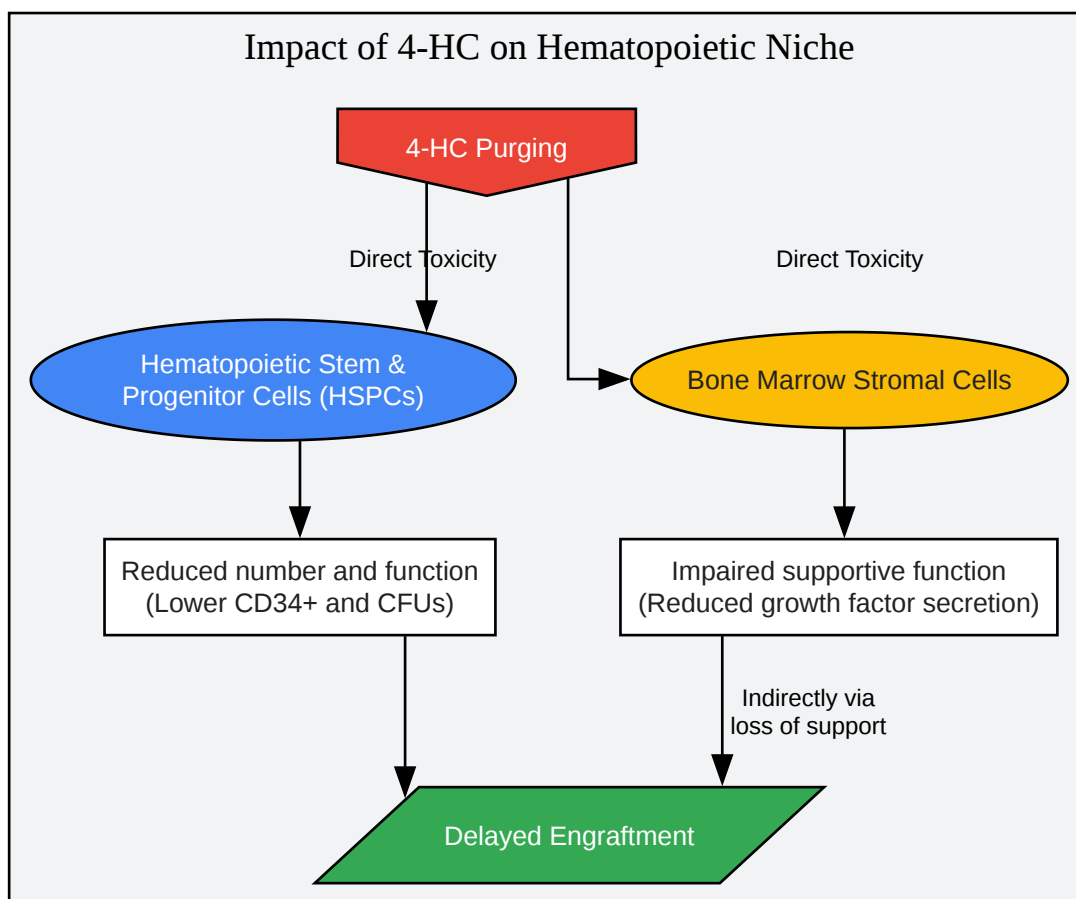 Impact of 4-HC on Hematopoietic Niche
4-HC Purging
Direct Toxicity
Direct Toxicity
Hematopoietic Stem &
Progenitor Cells (HSPCs)
Bone Marrow Stromal Cells
Reduced number and function
(Lower CD34+ and CFUs)
Impaired supportive function
(Reduced growth factor secretion)
Indirectly via
loss of support
Delayed Engraftment